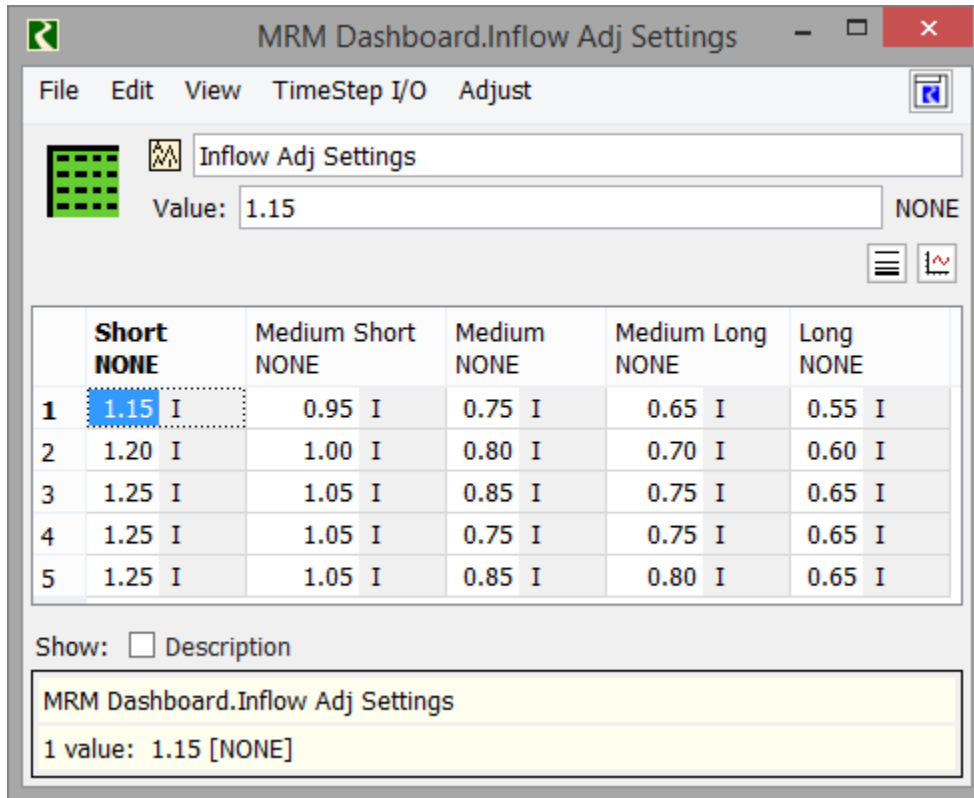 MRM Dashboard.Inflow Adj Settings
File Edit View TimeStep I/O Adjust
Inflow Adj Settings
Value: 1.15 NONE
Short Medium Short Medium Medium Long Long
NONE NONE NONE NONE NONE
1 1.15 I 0.95 I 0.75 I 0.65 I 0.55 I
2 1.20 I 1.00 I 0.80 I 0.70 I 0.60 I
3 1.25 I 1.05 I 0.85 I 0.75 I 0.65 I
4 1.25 I 1.05 I 0.75 I 0.75 I 0.65 I
5 1.25 I 1.05 I 0.85 I 0.80 I 0.65 I
Show: Description
MRM Dashboard.Inflow Adj Settings
1 value: 1.15 [NONE]